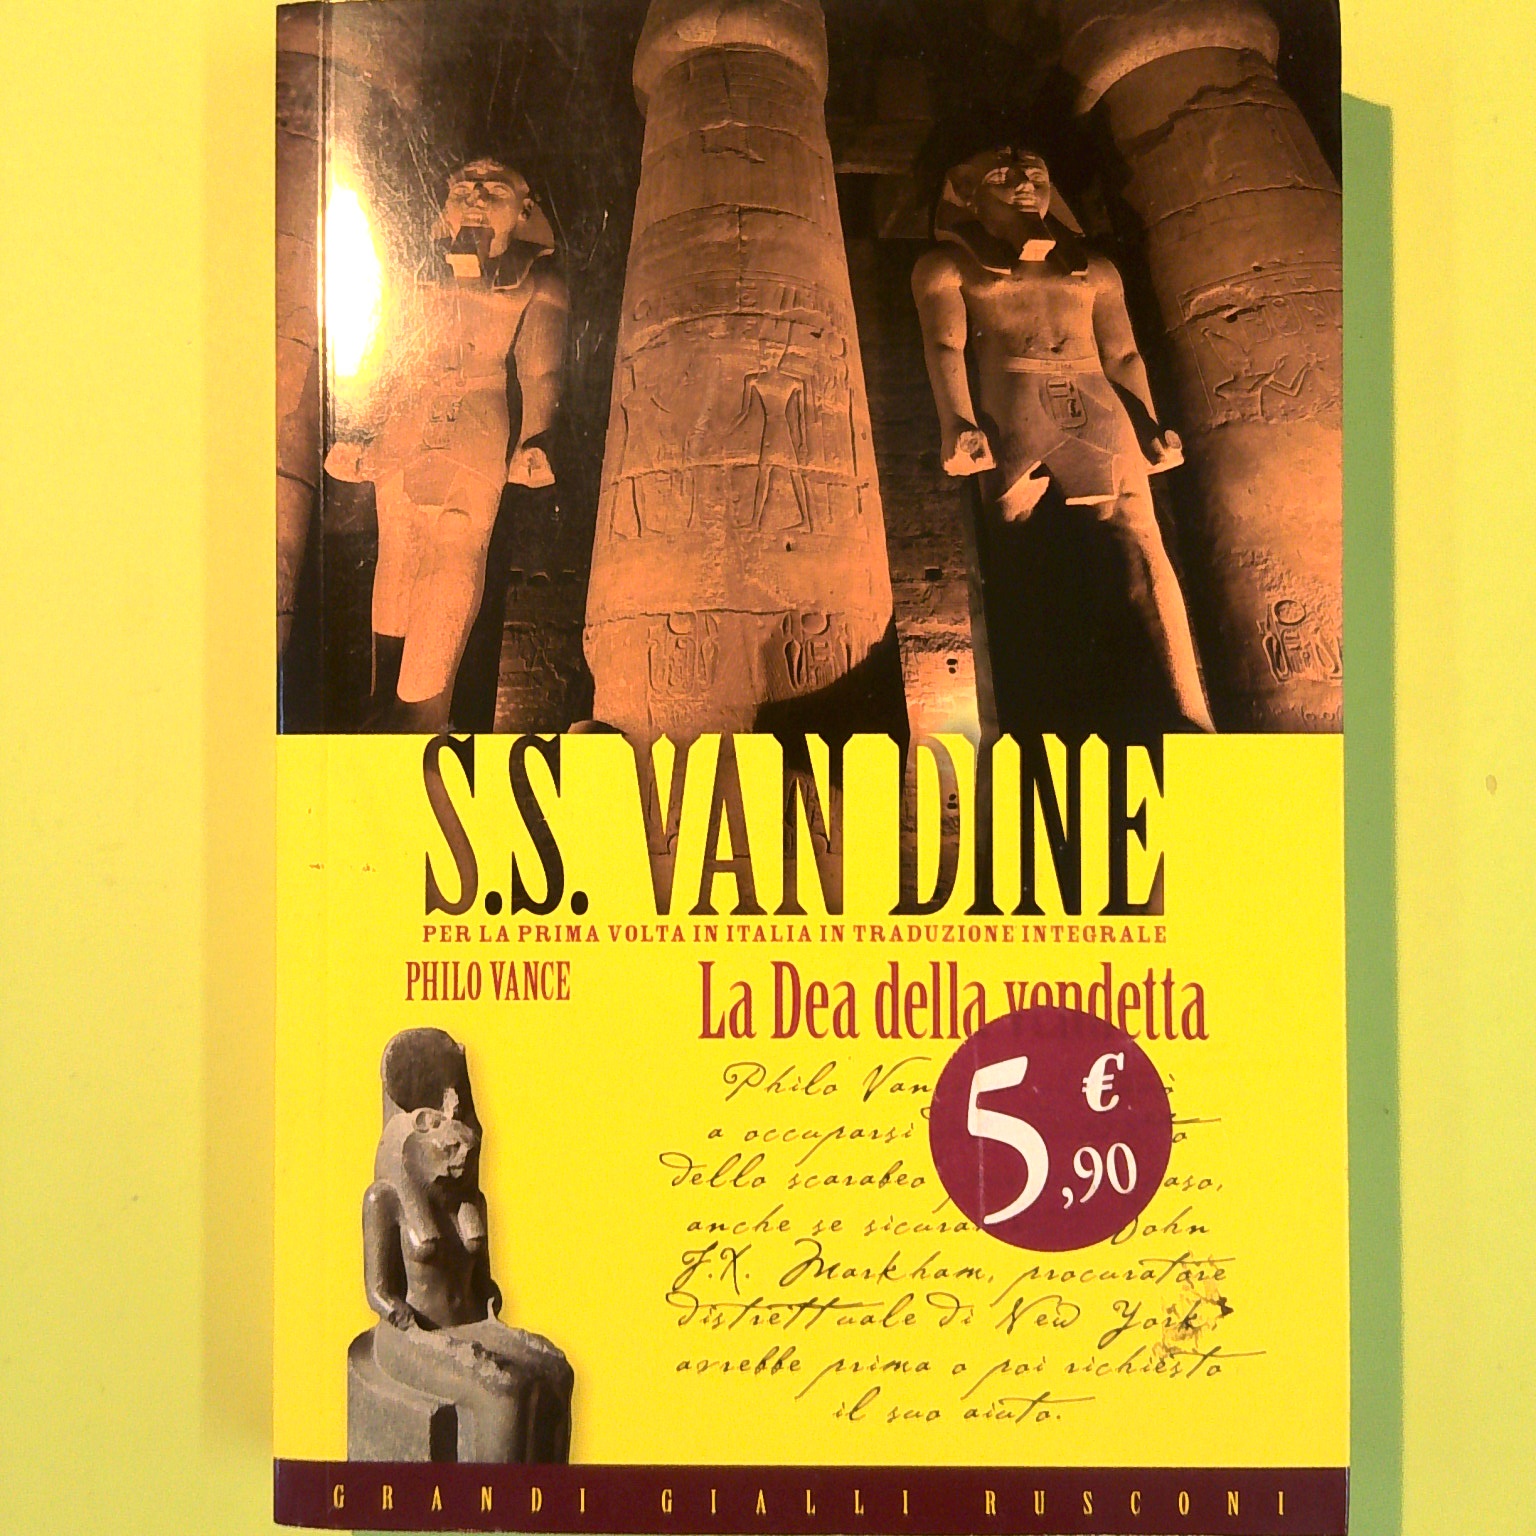 S.S. VAN DINE
PER LA PRIMA VOLTA IN ITALIA IN TRADUZIONE INTEGRALE
PHILO VANCE
La Dea della vendetta
Philo
a occuparsi
dello scarabeo
anche se John
F.X. Markham, procuratore
distrettuale di New York,
avrebbe prima o poi richiesto
il suo aiuto.
5,90 €
GRANDI GIALLI RUSCONI